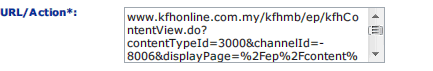 URL/Action*:
www.kfhonline.com.my/kfhmb/ep/kfhCo
ntentView.do?
contentTypeId=3000&channelId=-
8006&displayPage=%2Fep%2Fcontent%